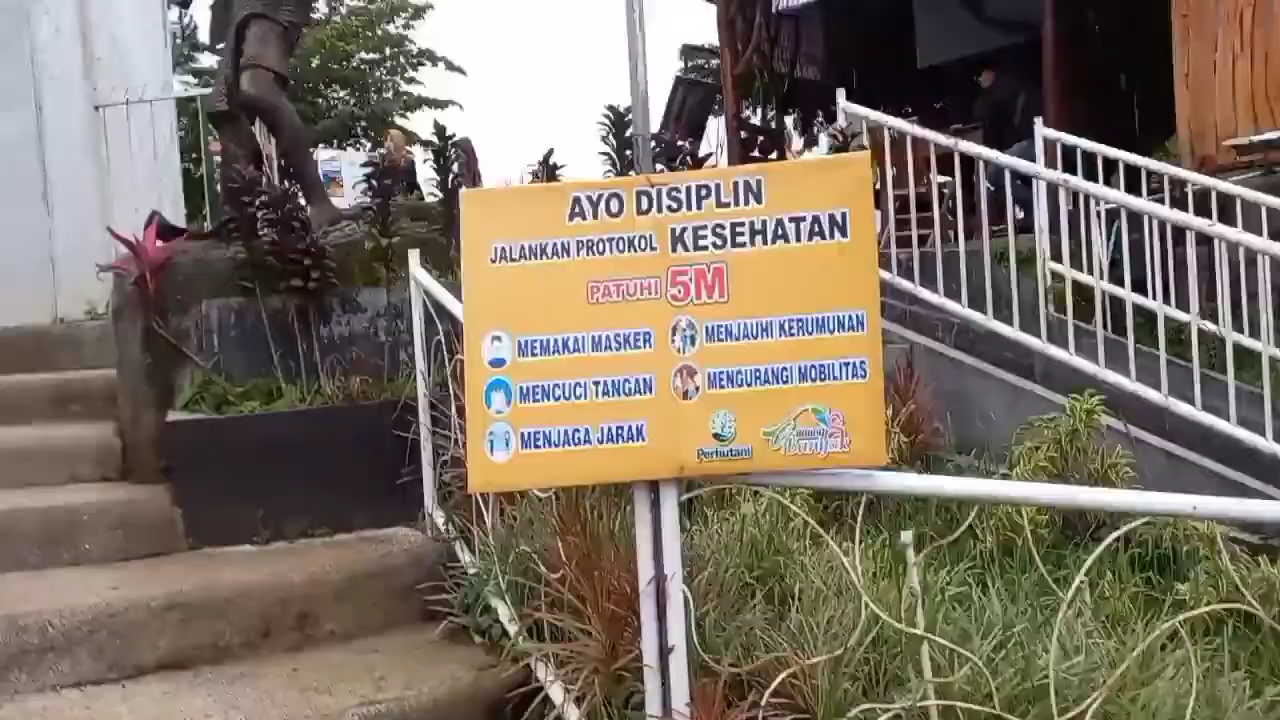 AYO DISIPLIN
JALANKAN PROTOKOL KESEHATAN
PATUHI 5M
MEMAKAI MASKER
MENCUCI TANGAN
MENJAGA JARAK
MENJAUHI KERUMUNAN
MENGURANGI MOBILITAS
Perhutani